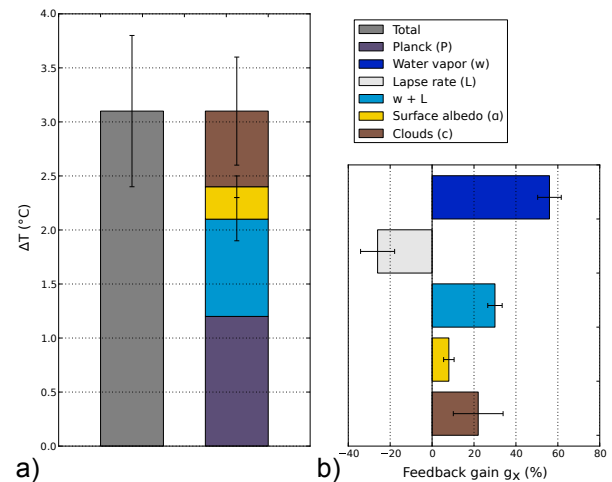 4.0
3.5
3.0
2.5
2.0
1.5
1.0
0.5
0.0
ΔT (°C)
a)
Total
Planck (P)
Water vapor (w)
Lapse rate (L)
w + L
Surface albedo (α)
Clouds (c)
−40 −20 0 20 40 60 80
Feedback gain gx (%)
b)